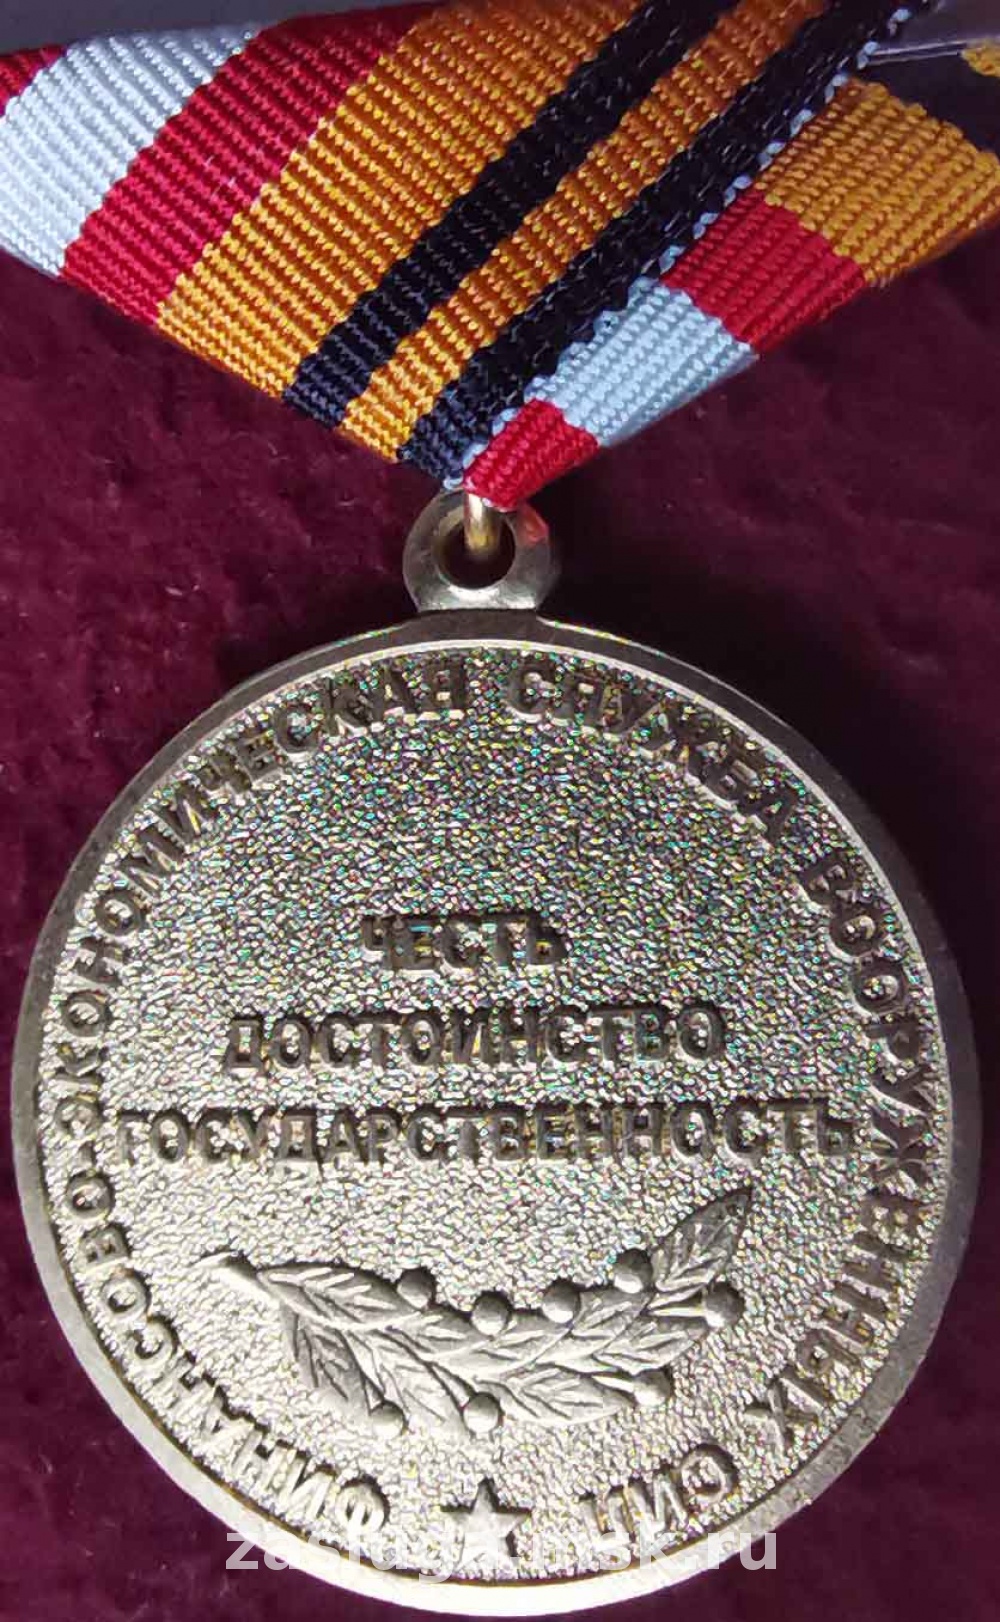 ФИНАНСОВО-ЭКОНОМИЧЕСКАЯ СЛУЖБА ВООРУЖЕННЫХ СИЛ
ЧЕСТЬ
ДОСТОИНСТВО
ГОСУДАРСТВЕННОСТЬ